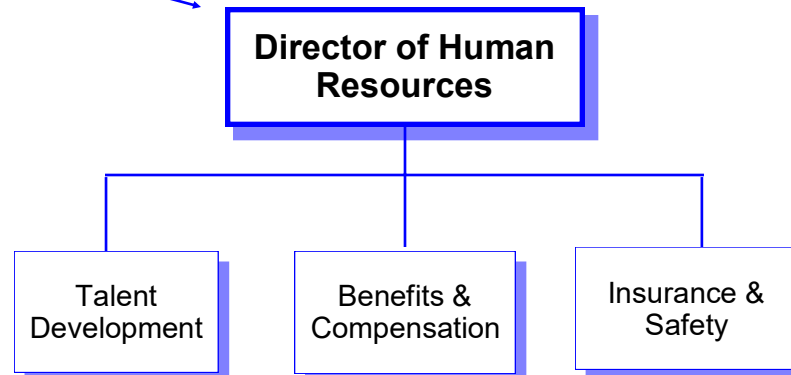 Director of Human
Resources
Talent
Development
Benefits &
Compensation
Insurance &
Safety